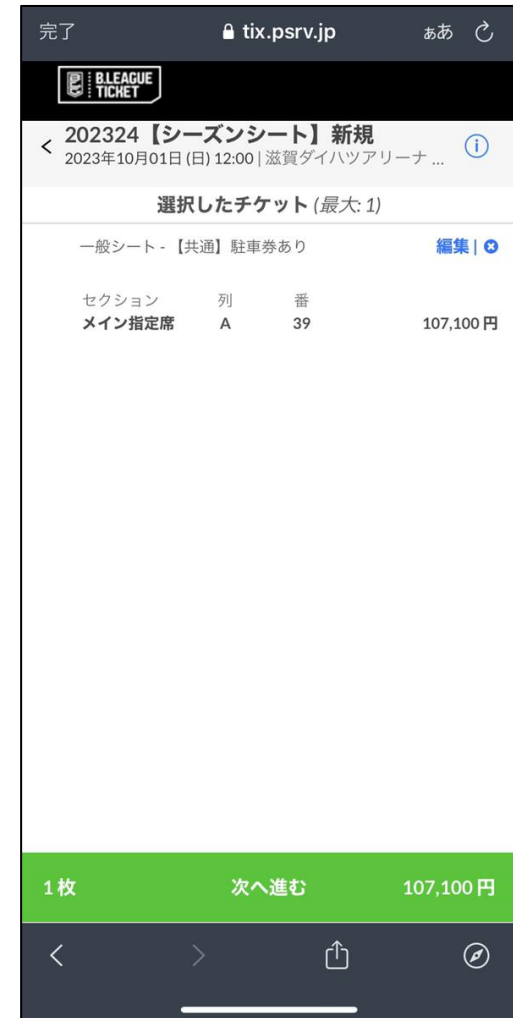 完了 tix.psrv.jp ぁあ
B.LEAGUE
TICKET
202324【シーズンシート】新規
2023年10月01日 (日) 12:00 | 滋賀ダイハツアリーナ ...
選択したチケット (最大: 1)
一般シート - 【共通】駐車券あり 編集 |
セクション 列 番
メイン指定席 A 39 107,100 円
1 枚 次へ進む 107,100 円